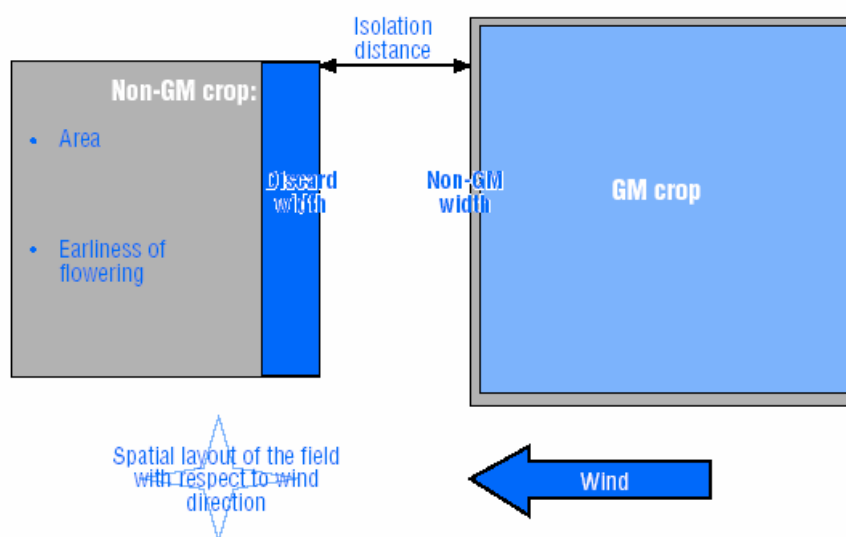 Isolation
distance
Non-GM crop:
• Area
Discard
width
Non-GM
width
GM crop
• Earliness of
flowering
Spatial layout of the field
with respect to wind
direction
Wind